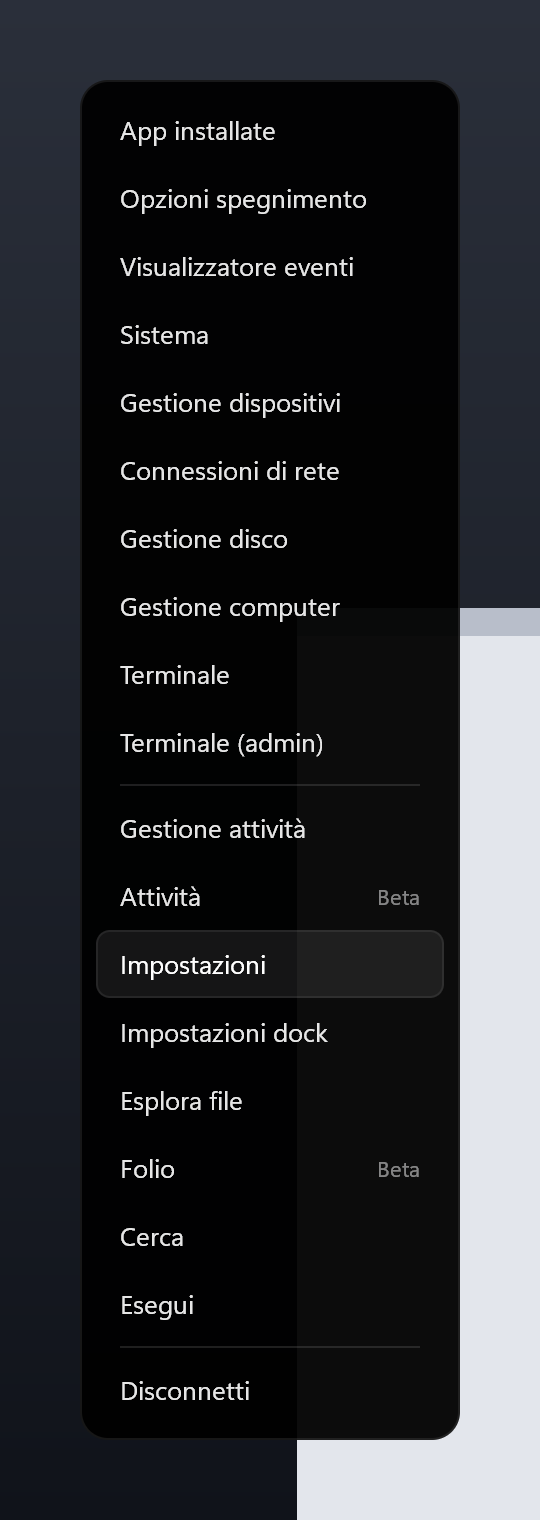 App installate
Opzioni spegnimento
Visualizzatore eventi
Sistema
Gestione dispositivi
Connessioni di rete
Gestione disco
Gestione computer
Terminale
Terminale (admin)
Gestione attività
Attività Beta
Impostazioni
Impostazioni dock
Esplora file
Folio Beta
Cerca
Esegui
Disconnetti